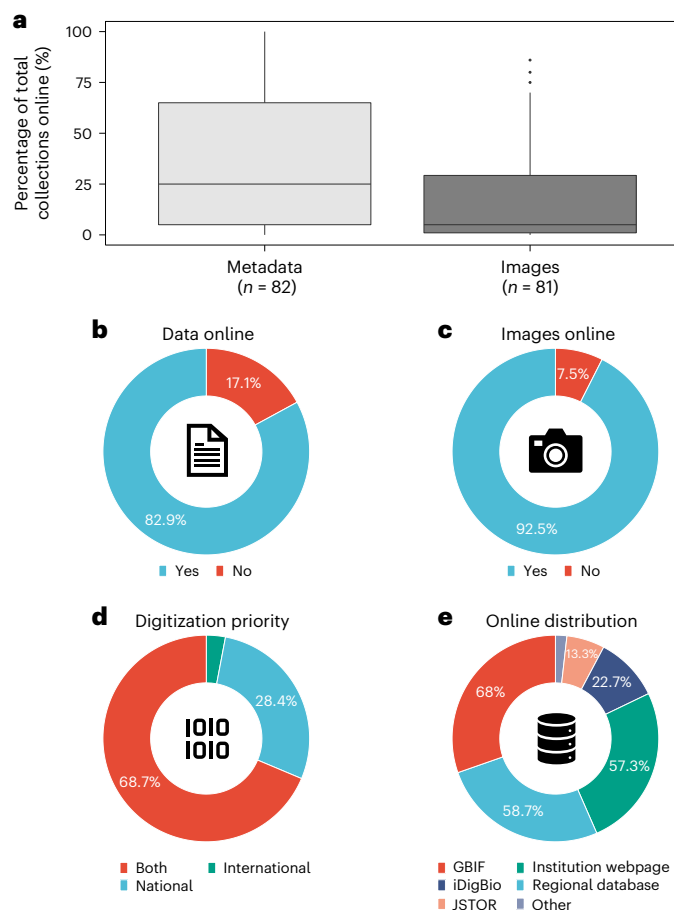 a
Percentage of total
collections online (%)
100
75
50
25
0
Metadata
(n = 82)
Images
(n = 81)
b
Data online
17.1%
82.9%
Yes
No
c
Images online
7.5%
92.5%
Yes
No
d
Digitization priority
28.4%
68.7%
1010
1010
Both
International
National
e
Online distribution
13.3%
22.7%
68%
57.3%
58.7%
GBIF
Institution webpage
iDigBio
Regional database
JSTOR
Other